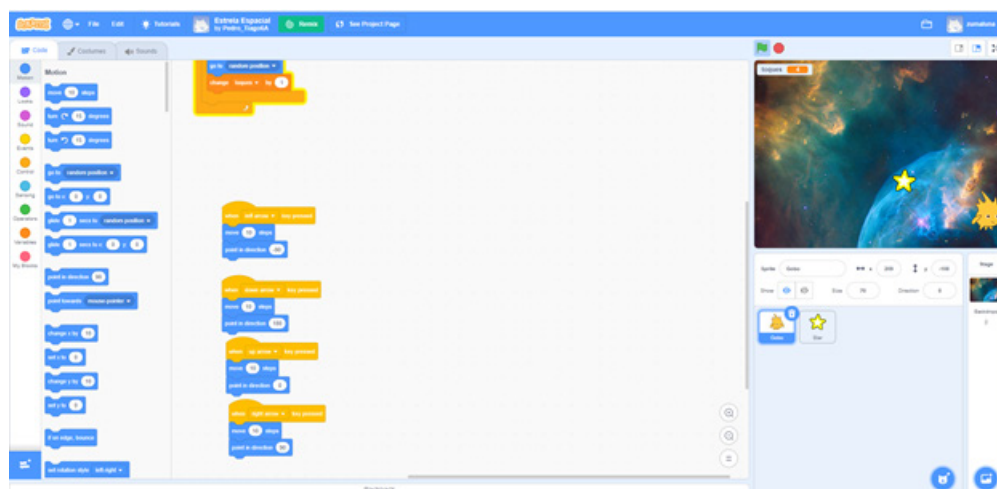 SCRATCH
File Edit Tutorials
Estrela Espacial
by Pedro_Tiago6A
Remix
See Project Page
zumaluna
Code Costumes Sounds
Motion
Looks
Sound
Events
Control
Sensing
Operators
Variables
My Blocks
Motion
move 10 steps
turn 15 degrees
turn 15 degrees
go to random position
go to x: 0 y: 0
glide 1 secs to random position
glide 1 secs to x: 0 y: 0
point in direction 90
point towards mouse-pointer
change x by 10
set x to 0
change y by 10
set y to 0
if on edge, bounce
set rotation style left-right
go to random position
change by 1
when left arrow key pressed
move 10 steps
point in direction -90
when down arrow key pressed
move 10 steps
point in direction 180
when up arrow key pressed
move 10 steps
point in direction 0
when right arrow key pressed
move 10 steps
point in direction 90
Sprite Gobo x y
Show Size 70 Direction 0
Gobo
Star
Stage
Backdrops
2